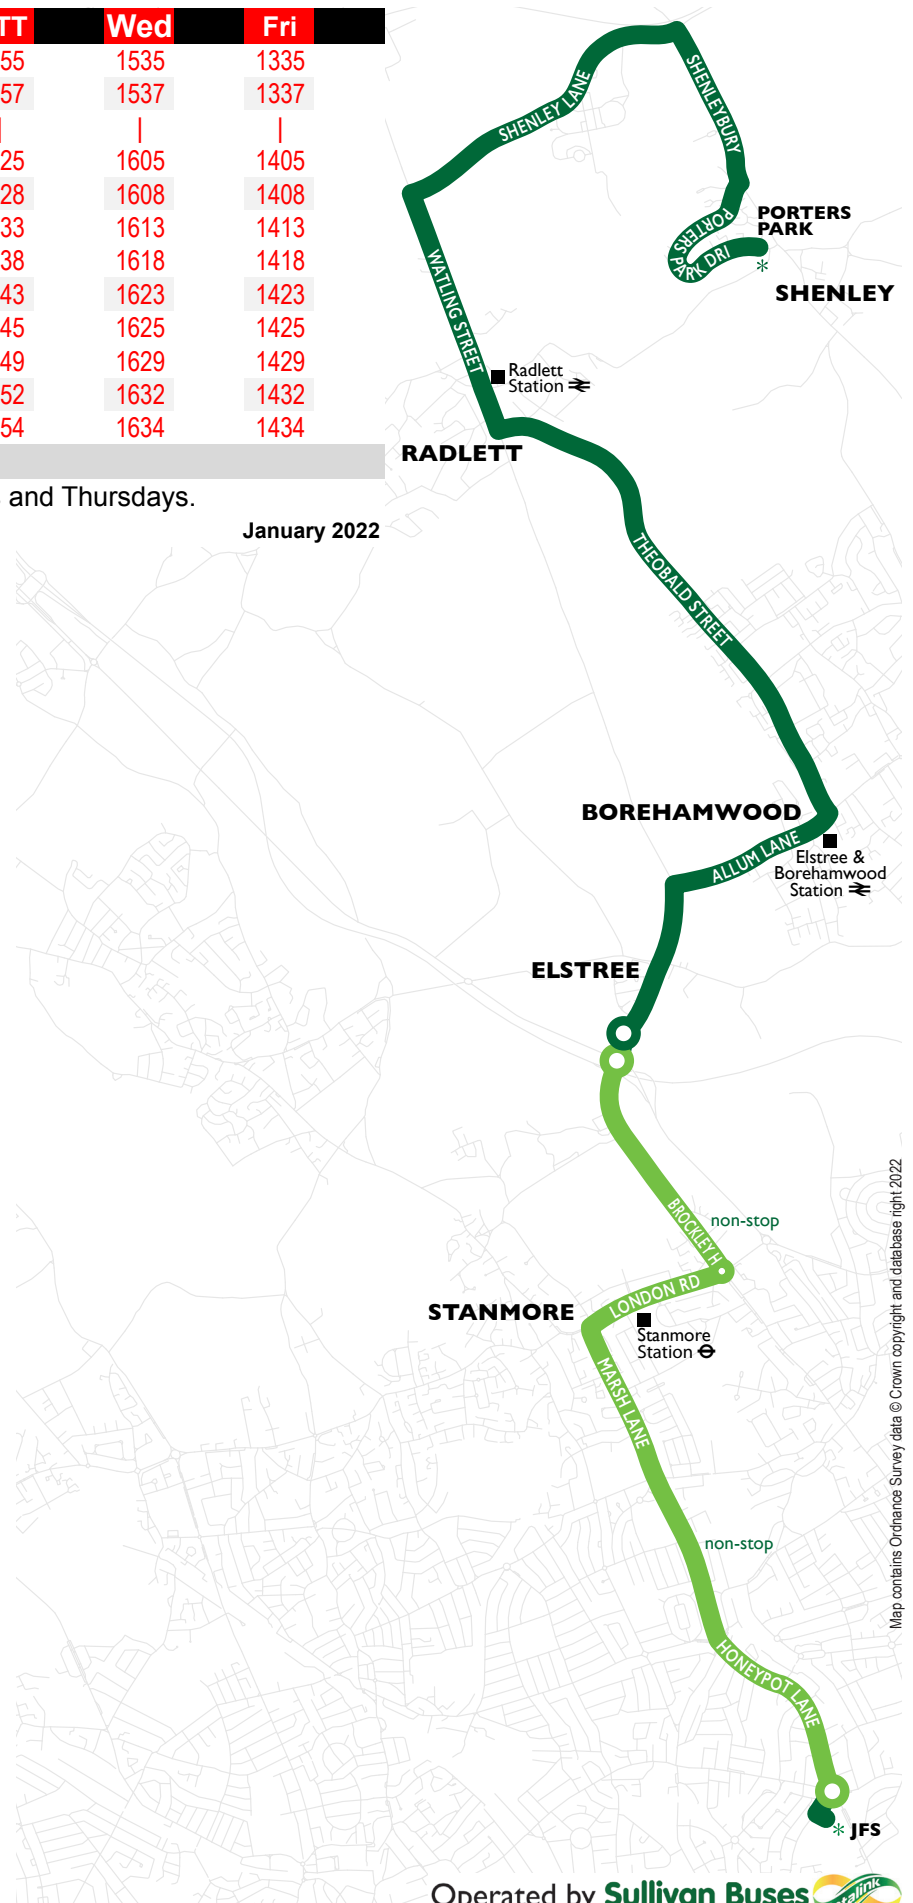 TT Wed Fri
55 1535 1335
57 1537 1337
| | |
25 1605 1405
28 1608 1408
33 1613 1413
38 1618 1418
43 1623 1423
45 1625 1425
49 1629 1429
52 1632 1432
54 1634 1434
and Thursdays.
January 2022
SHENLEY LANE
SHENLEYBURY
PORTERS PARK DRI
PORTERS
PARK
*
SHENLEY
WATLING STREET
Radlett
Station
RADLETT
THEOBALD STREET
BOREHAMWOOD
ALLUM LANE
Elstree &
Borehamwood
Station
ELSTREE
BROCKLEY H
non-stop
LONDON RD
STANMORE
Stanmore
Station
MARSH LANE
non-stop
HONEYPOT LANE
* JFS
Map contains Ordnance Survey data © Crown copyright and database right 2022
Operated by Sullivan Buses